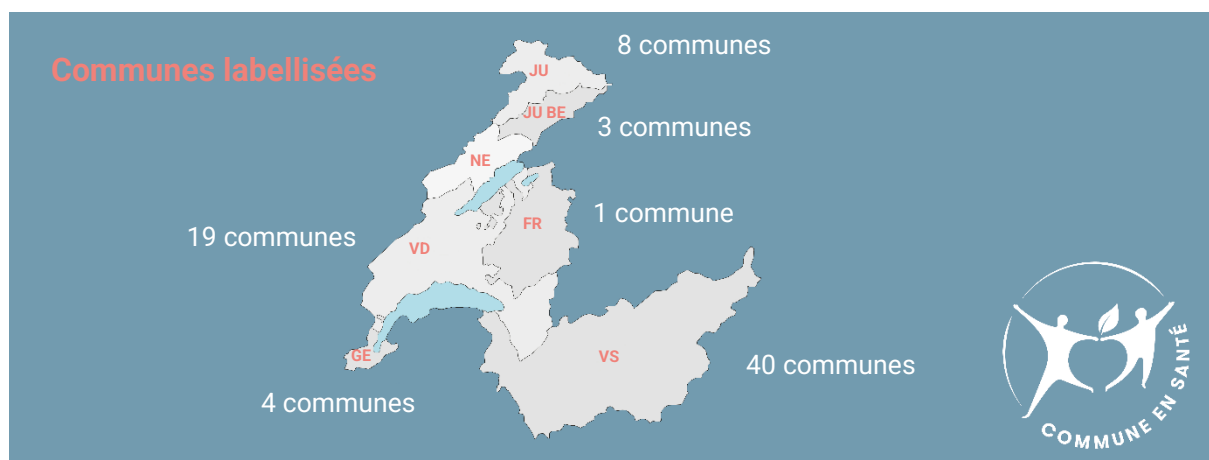 8 communes
Communes labellisées
JU
JU BE
3 communes
NE
1 commune
FR
19 communes
VD
GE
VS
40 communes
4 communes
COMMUNE EN SANTÉ